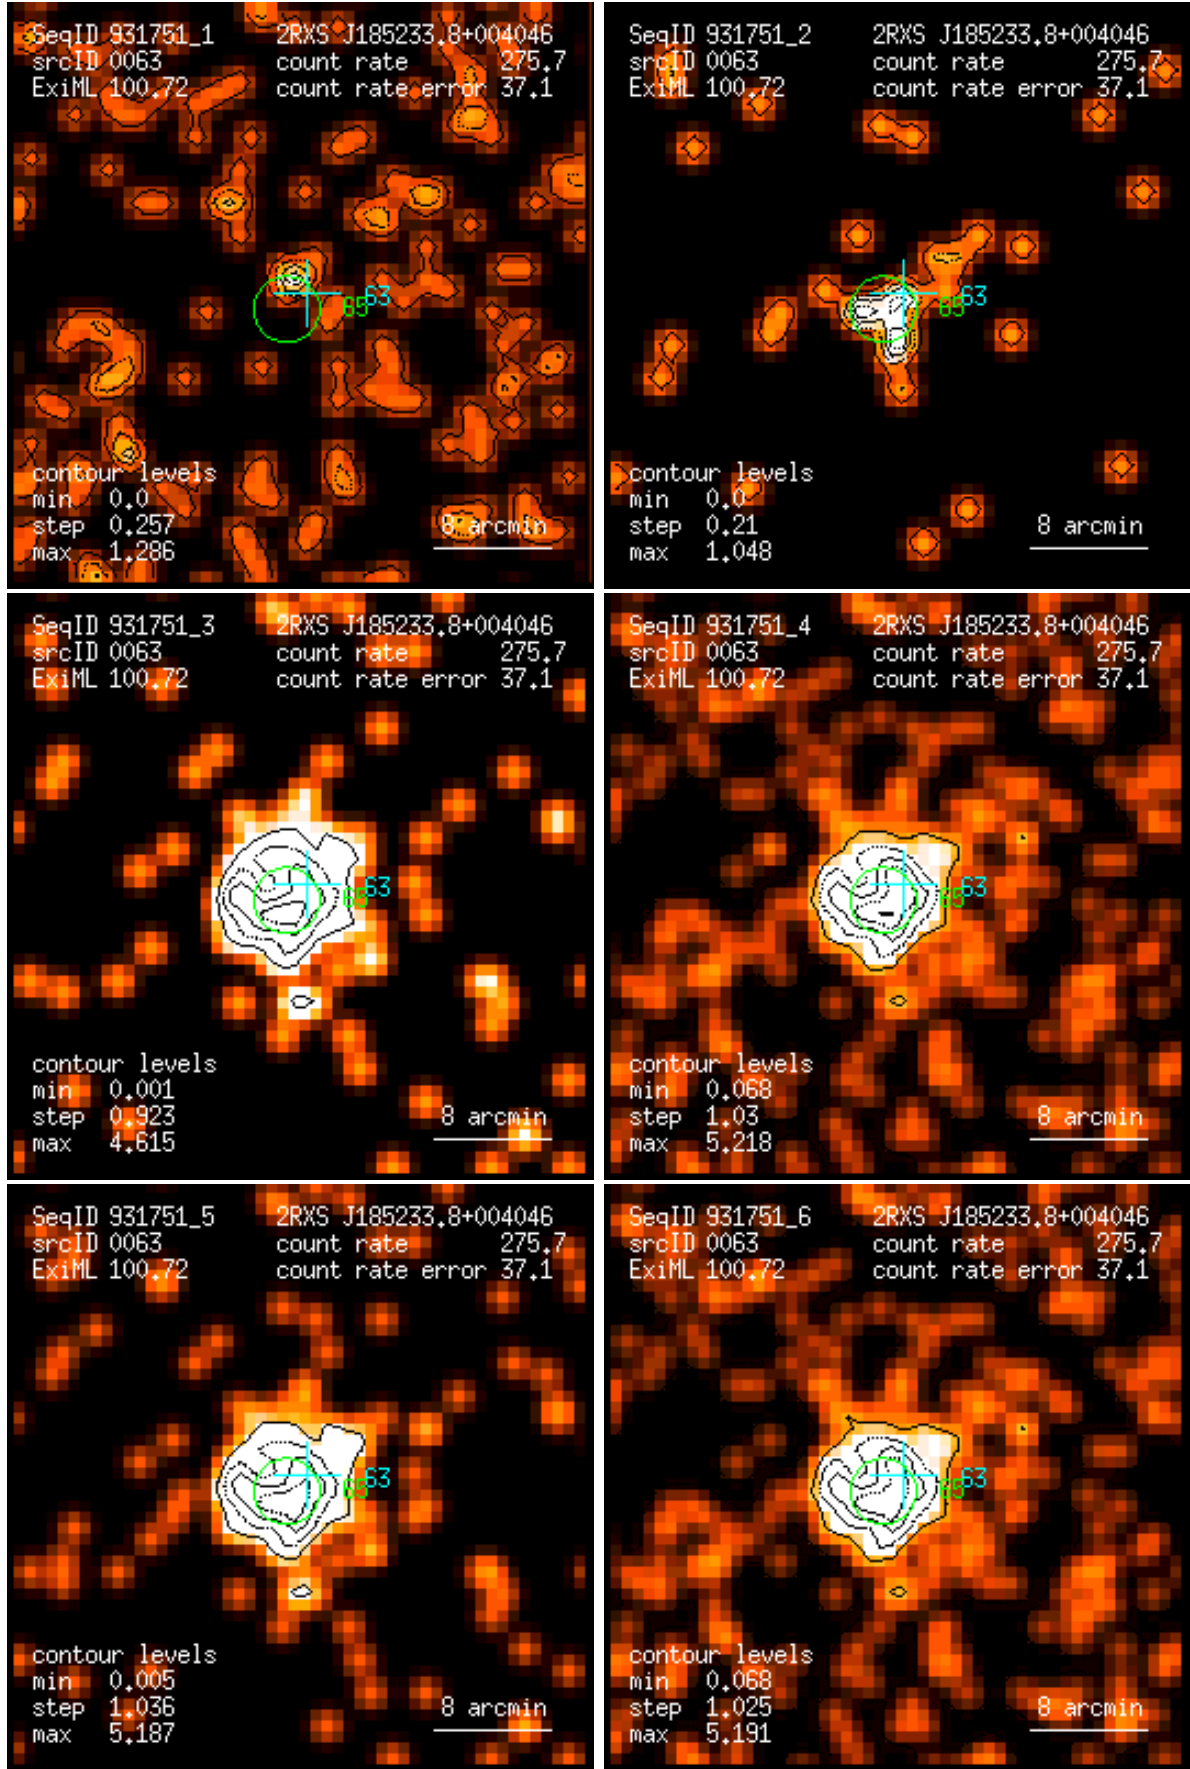 SeqID 931751_1 2RXS J185233.8+004046
srcID 0063 count rate 275.7
ExiML 100.72 count rate error 37.1
65 63
contour levels
min 0.0
step 0.257
max 1.286
8 arcmin
SeqID 931751_2 2RXS J185233.8+004046
srcID 0063 count rate 275.7
ExiML 100.72 count rate error 37.1
65 63
contour levels
min 0.0
step 0.21
max 1.048
8 arcmin
SeqID 931751_3 2RXS J185233.8+004046
srcID 0063 count rate 275.7
ExiML 100.72 count rate error 37.1
65 63
contour levels
min 0.001
step 0.923
max 4.615
8 arcmin
SeqID 931751_4 2RXS J185233.8+004046
srcID 0063 count rate 275.7
ExiML 100.72 count rate error 37.1
65 63
contour levels
min 0.068
step 1.03
max 5.218
8 arcmin
SeqID 931751_5 2RXS J185233.8+004046
srcID 0063 count rate 275.7
ExiML 100.72 count rate error 37.1
65 63
contour levels
min 0.005
step 1.036
max 5.187
8 arcmin
SeqID 931751_6 2RXS J185233.8+004046
srcID 0063 count rate 275.7
ExiML 100.72 count rate error 37.1
65 63
contour levels
min 0.068
step 1.025
max 5.191
8 arcmin